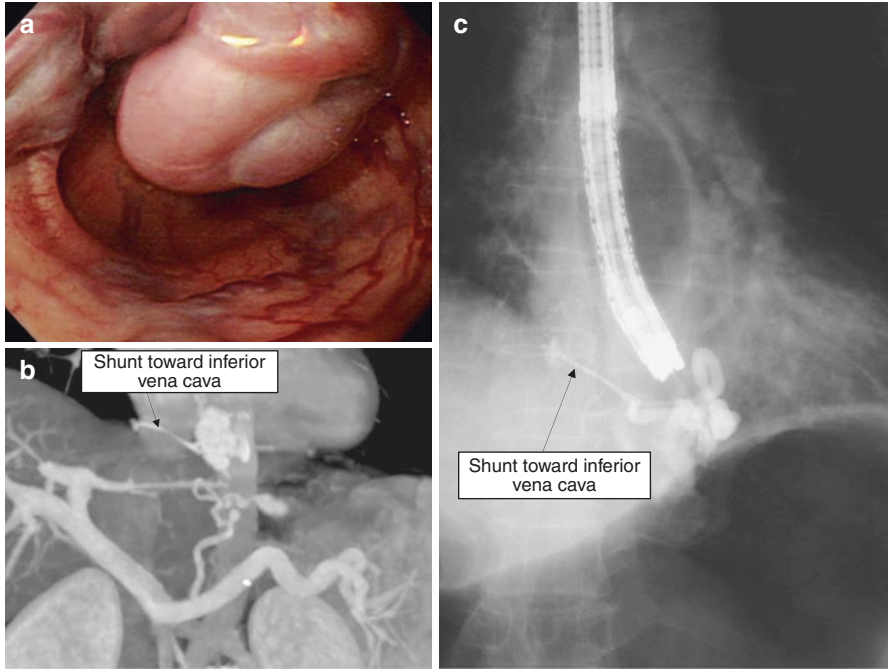 a
b
Shunt toward inferior
vena cava
c
Shunt toward inferior
vena cava